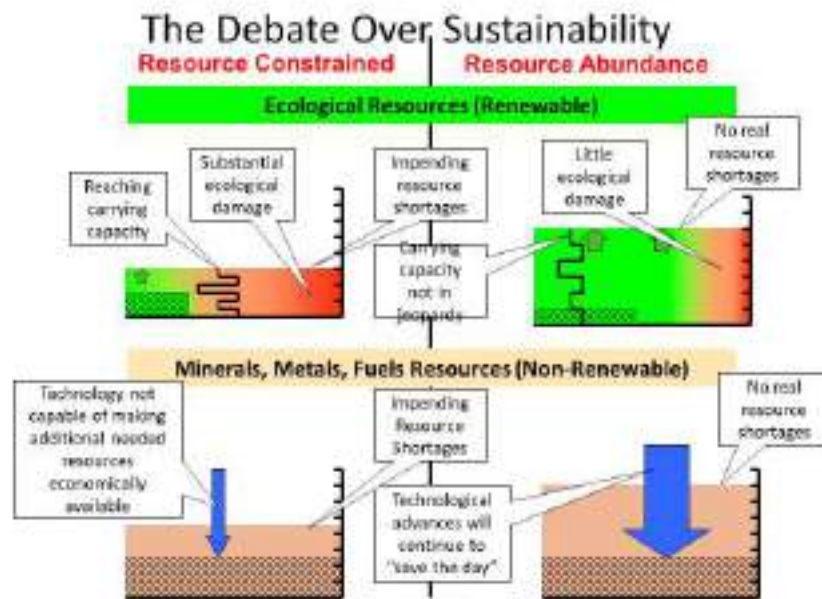 The Debate Over Sustainability
Resource Constrained
Resource Abundance
Ecological Resources (Renewable)
Reaching
carrying
capacity
Substantial
ecological
damage
Impending
resource
shortages
Little
ecological
damage
No real
resource
shortages
Carrying
capacity
not in
jeopardy
Minerals, Metals, Fuels Resources (Non-Renewable)
Technology not
capable of making
additional needed
resources
economically
available
Impending
Resource
Shortages
Technological
advances will
continue to
"save the day"
No real
resource
shortages